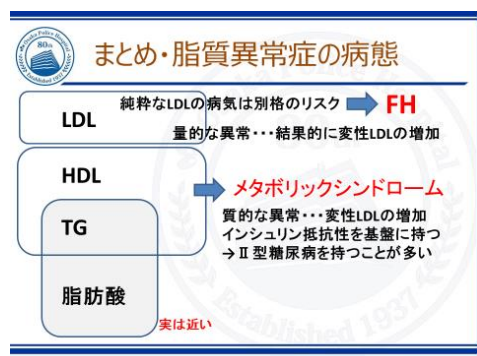 まとめ・脂質異常症の病態
純粋なLDLの病気は別格のリスク
FH
LDL
量的な異常・・・結果的に変性LDLの増加
HDL
メタボリックシンドローム
質的な異常・・・変性LDLの増加
TG
インシュリン抵抗性を基盤に持つ
→Ⅱ型糖尿病を持つことが多い
脂肪酸
実は近い
80th
Established 1937